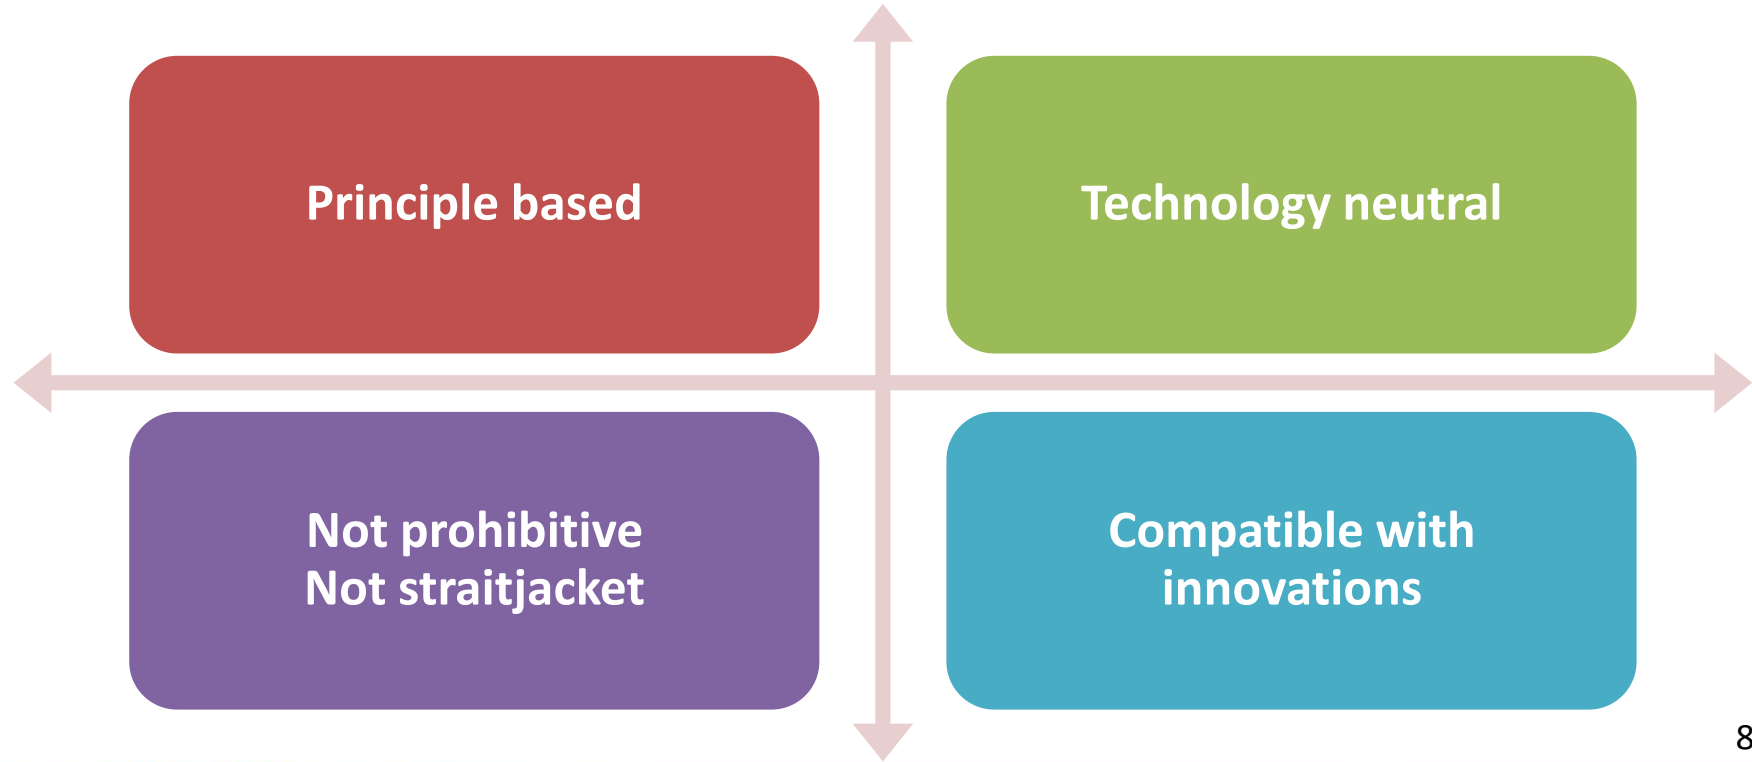 Principle based
Technology neutral
Not prohibitive
Not straitjacket
Compatible with
innovations
8